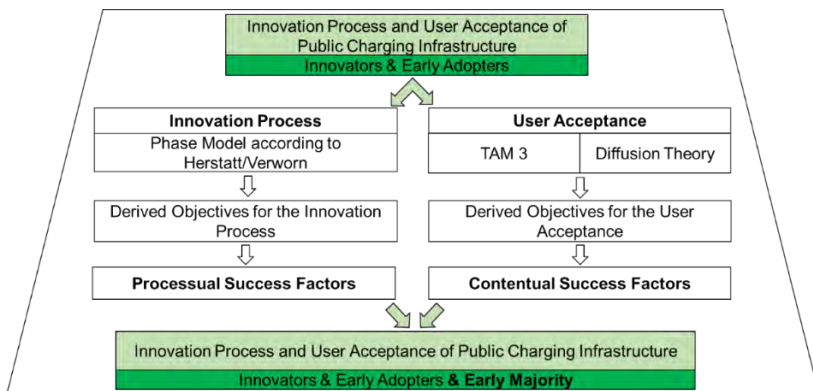 Innovation Process and User Acceptance of
Public Charging Infrastructure
Innovators & Early Adopters
Innovation Process
Phase Model according to
Herstatt/Verworn
User Acceptance
TAM 3
Diffusion Theory
Derived Objectives for the Innovation
Process
Derived Objectives for the User
Acceptance
Processual Success Factors
Contentual Success Factors
Innovation Process and User Acceptance of Public Charging Infrastructure
Innovators & Early Adopters & Early Majority